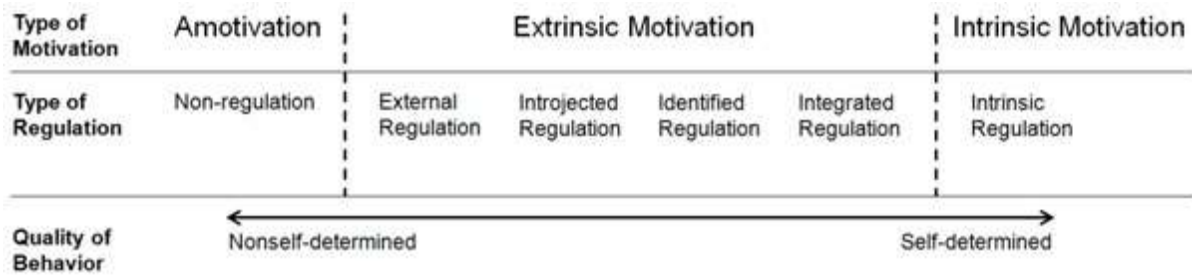 Type of Motivation
Amotivation
Extrinsic Motivation
Intrinsic Motivation
Type of Regulation
Non-regulation
External Regulation
Introjected Regulation
Identified Regulation
Integrated Regulation
Intrinsic Regulation
Quality of Behavior
Nonself-determined
Self-determined